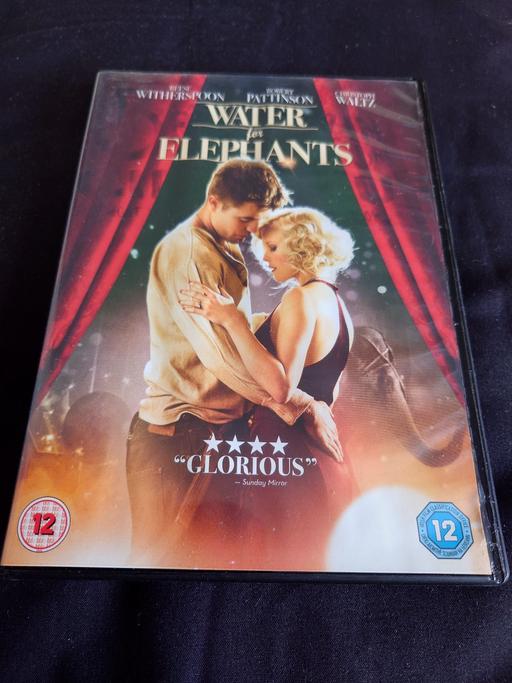 REESE WITHERSPOON
ROBERT PATTINSON
CHRISTOPH WALTZ
WATER
for
ELEPHANTS
★★★★
“GLORIOUS”
— Sunday Mirror
12
12